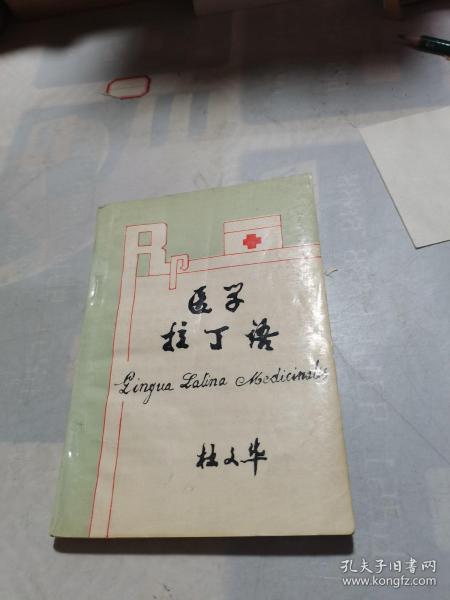 Rp
医学
拉丁语
Lingua Latina Medicinalis
杜文华
孔夫子旧书网
www.kongfz.com